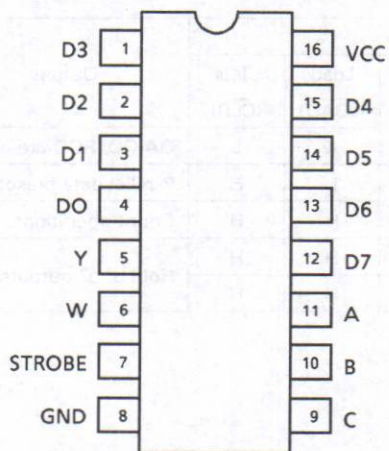 D3 1 16 VCC
D2 2 15 D4
D1 3 14 D5
DO 4 13 D6
Y 5 12 D7
W 6 11 A
STROBE 7 10 B
GND 8 9 C